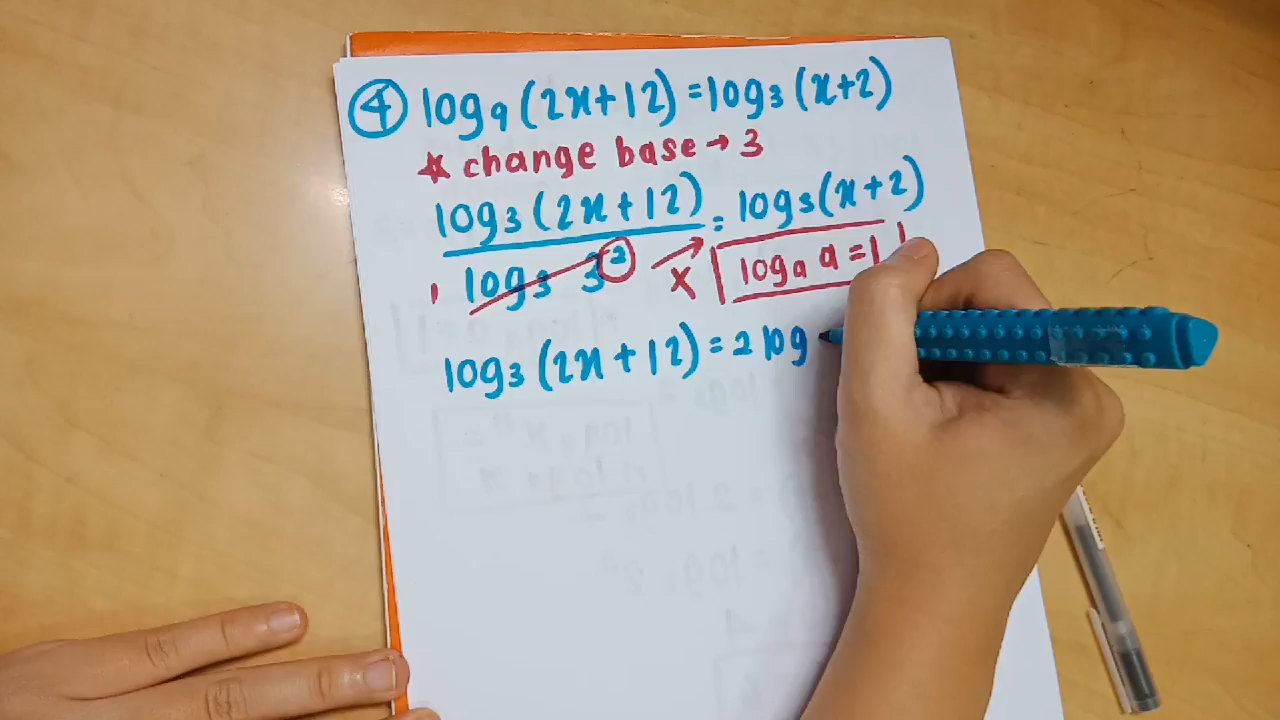 ④ log₉(2x+12)=log₃(x+2)
* change base → 3
log₃(2x+12) = log₃(x+2)
1 log₃ 3² x logₐ a = 1
log₃(2x+12) = 2 log